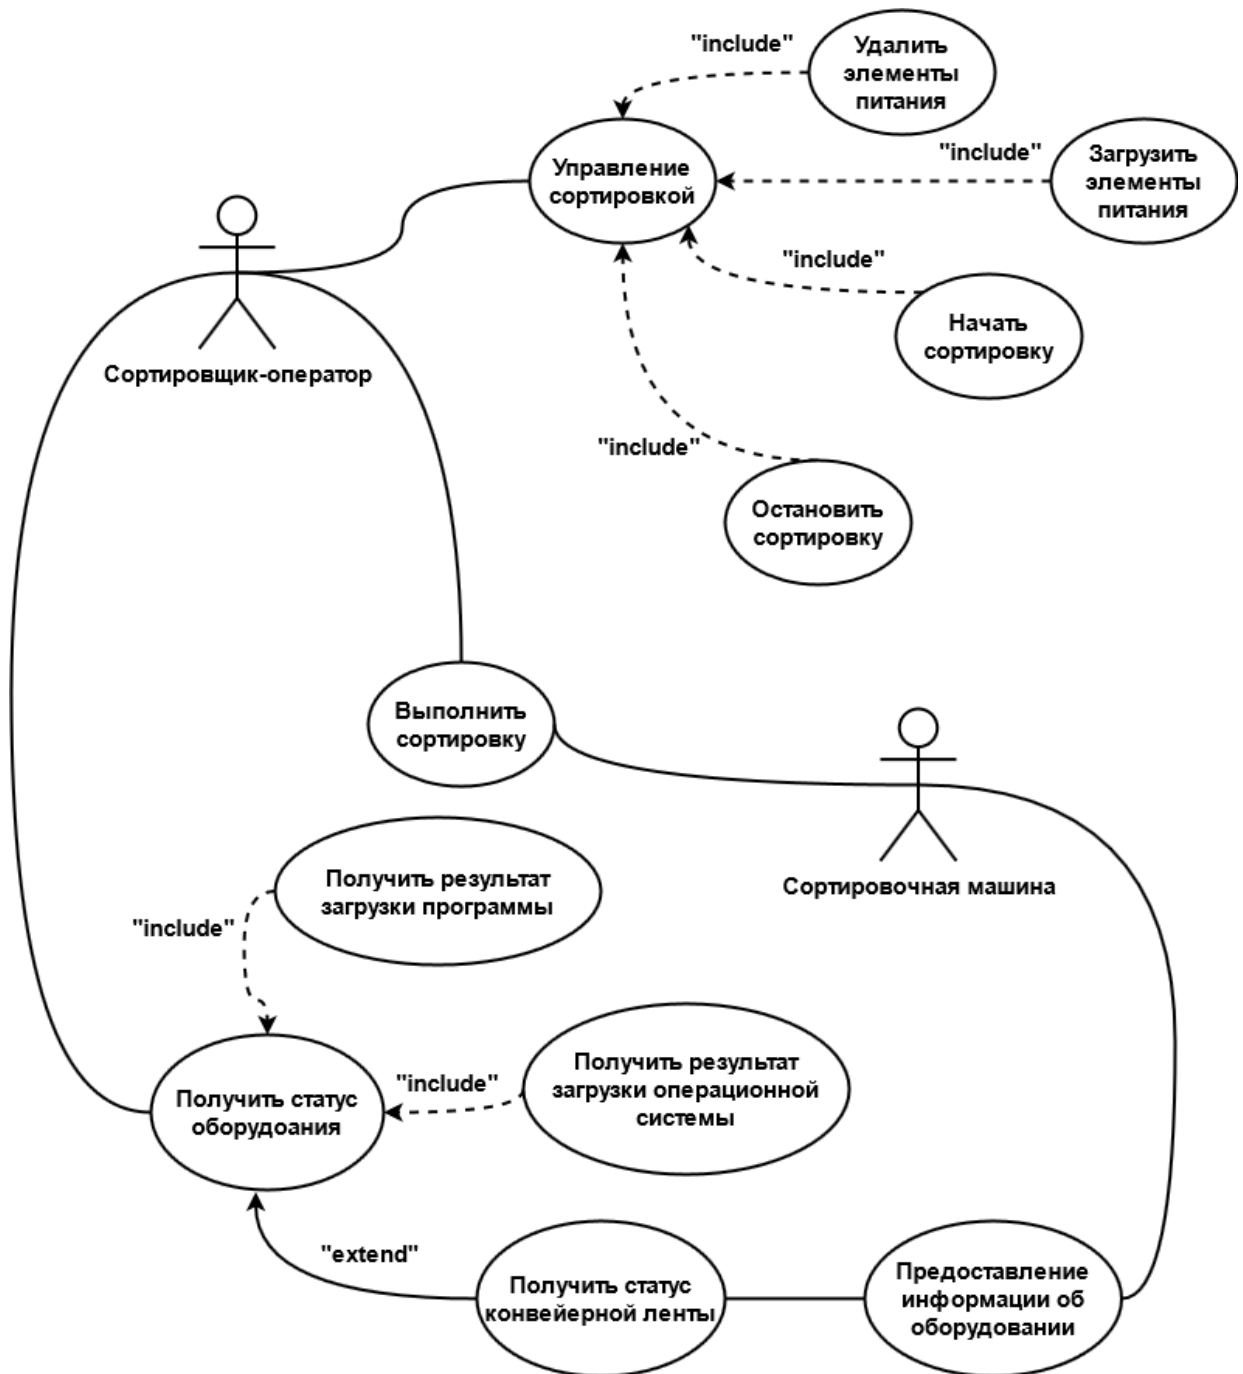 "include"
Удалить
элементы
питания
Управление
сортировкой
"include"
Загрузить
элементы
питания
"include"
Начать
сортировку
Сортировщик-оператор
"include"
Остановить
сортировку
Выполнить
сортировку
Сортировочная машина
Получить результат
загрузки программы
"include"
Получить результат
загрузки операционной
системы
"include"
Получить статус
оборудоания
"extend"
Получить статус
конвейерной ленты
Предоставление
информации об
оборудовании